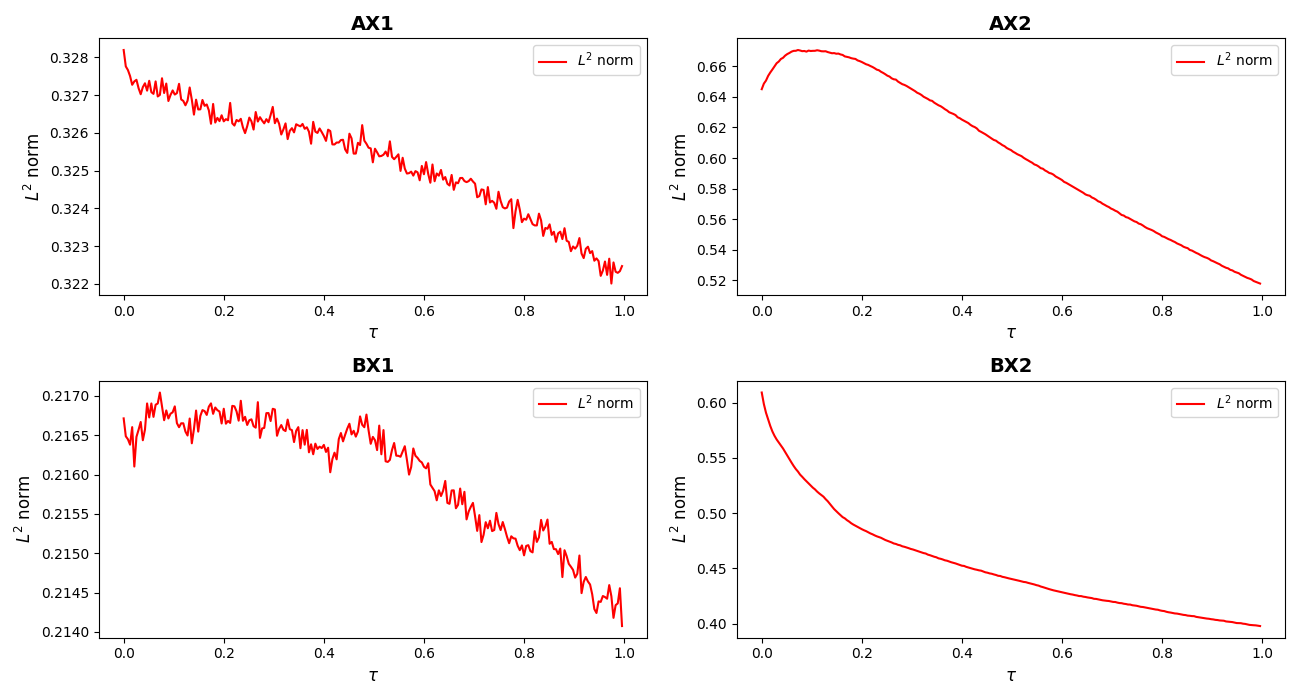 AX1
L² norm
0.328
0.327
0.326
0.325
0.324
0.323
0.322
L² norm
0.0 0.2 0.4 0.6 0.8 1.0
τ
AX2
L² norm
0.66
0.64
0.62
0.60
0.58
0.56
0.54
0.52
L² norm
0.0 0.2 0.4 0.6 0.8 1.0
τ
BX1
L² norm
0.2170
0.2165
0.2160
0.2155
0.2150
0.2145
0.2140
L² norm
0.0 0.2 0.4 0.6 0.8 1.0
τ
BX2
L² norm
0.60
0.55
0.50
0.45
0.40
L² norm
0.0 0.2 0.4 0.6 0.8 1.0
τ